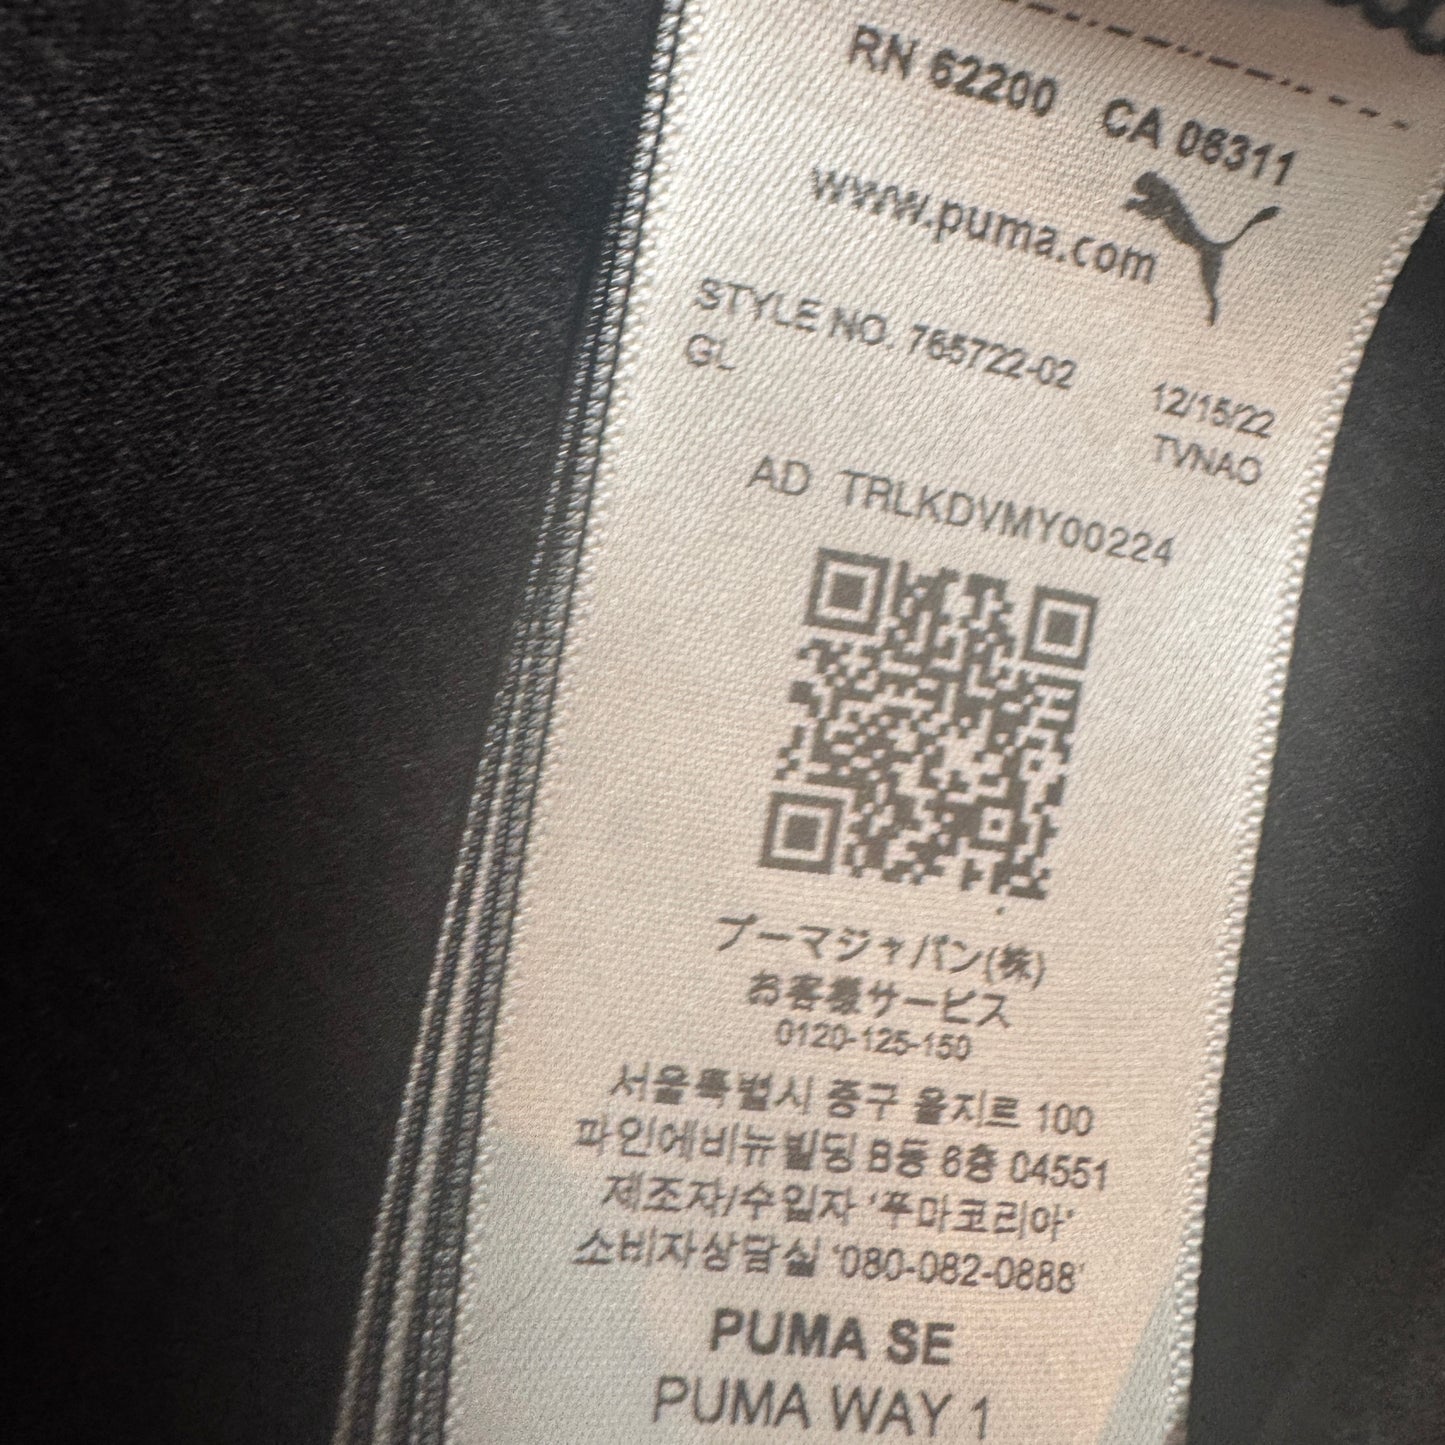 RN 62200 CA 06311
www.puma.com
STYLE NO. 765722-02 12/15/22
GL TVNAO
AD TRLKDVMY00224
プーマジャパン(株)
お客様サービス
0120-125-150
서울특별시 중구 을지르 100
파인에비뉴빌딩 B동 6층 04551
제조자/수입자 '푸마코리아'
소비자상담실 '080-082-0888'
PUMA SE
PUMA WAY 1